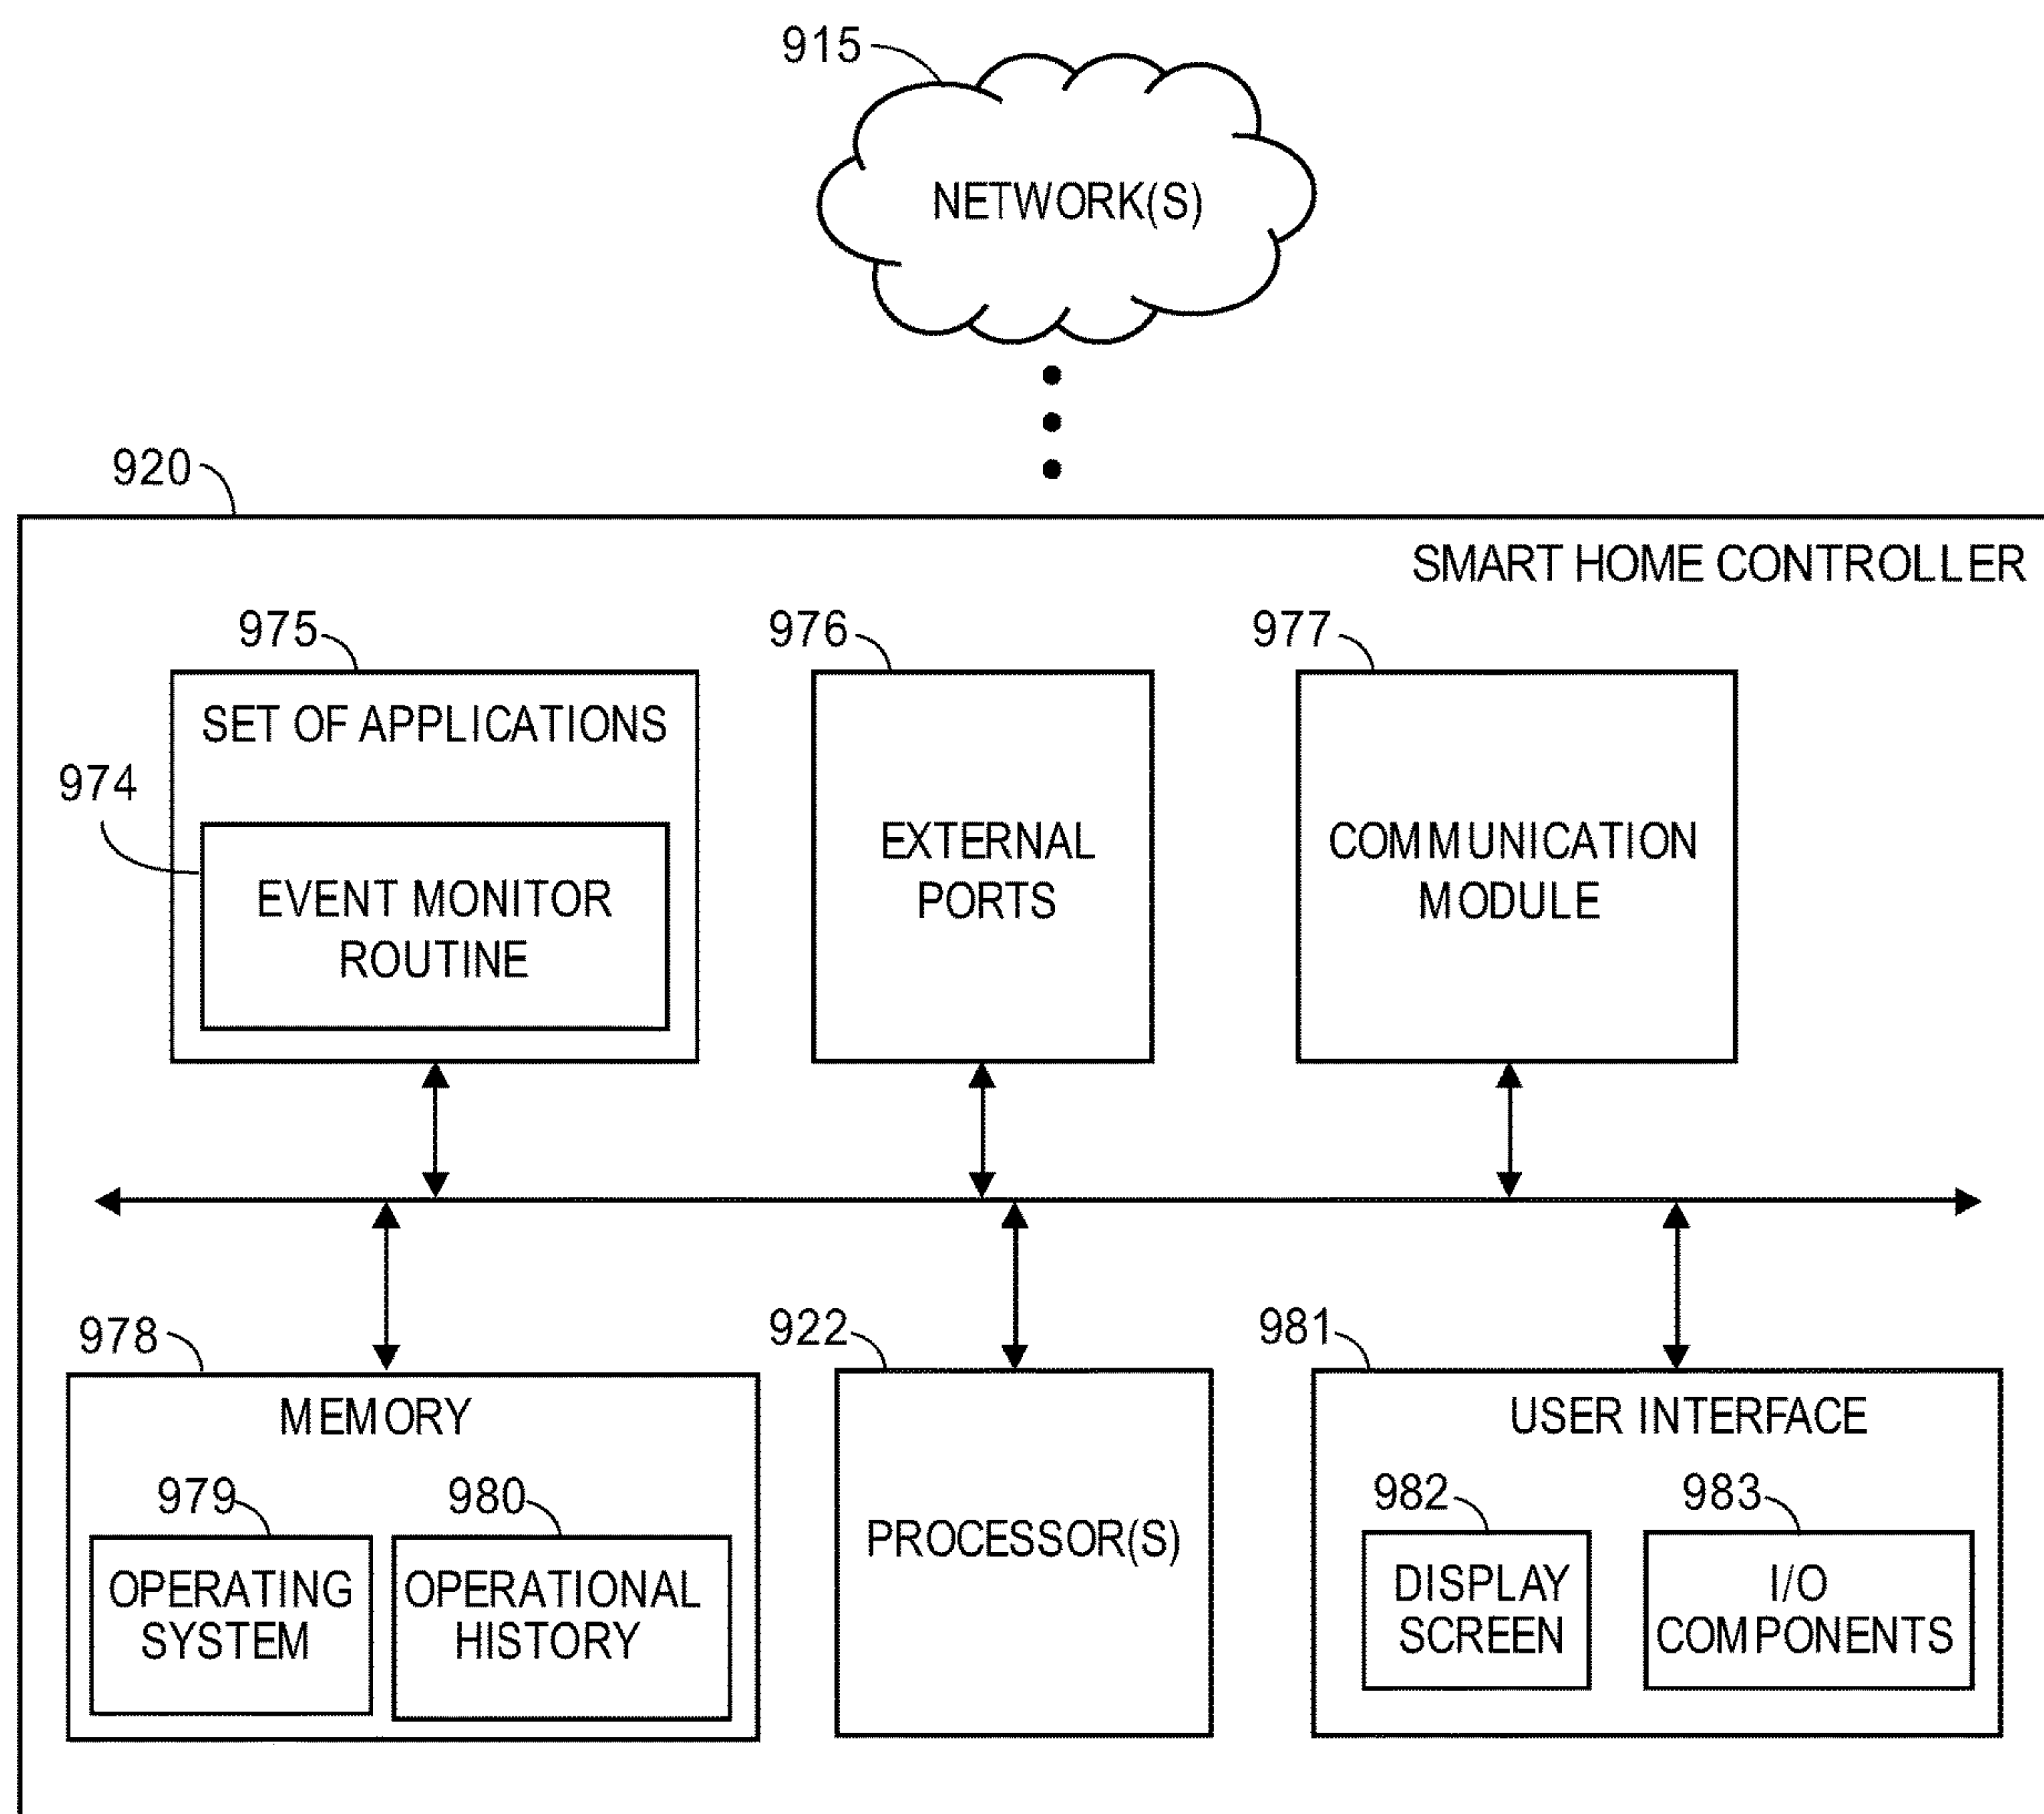 915
NETWORK(S)
920
SMART HOME CONTROLLER
975
976
977
SET OF APPLICATIONS
974
EVENT MONITOR
ROUTINE
EXTERNAL
PORTS
COMMUNICATION
MODULE
978
922
981
MEMORY
979
980
OPERATING
SYSTEM
OPERATIONAL
HISTORY
PROCESSOR(S)
USER INTERFACE
982
983
DISPLAY
SCREEN
I/O
COMPONENTS